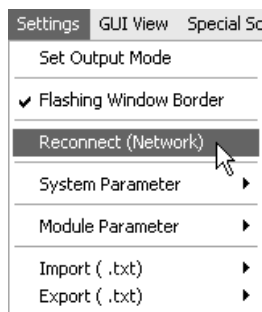 Settings GUI View Special Sc
Set Output Mode
✔ Flashing Window Border
Reconnect (Network)
System Parameter
Module Parameter
Import ( .txt)
Export ( .txt)